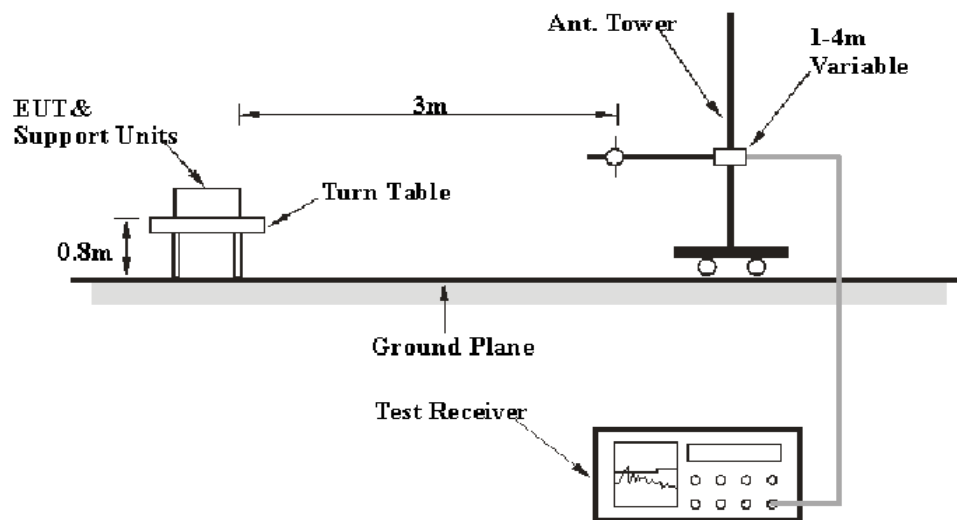 Ant. Tower
1-4m
Variable
3m
EUT&
Support Units
Turn Table
0.8m
Ground Plane
Test Receiver